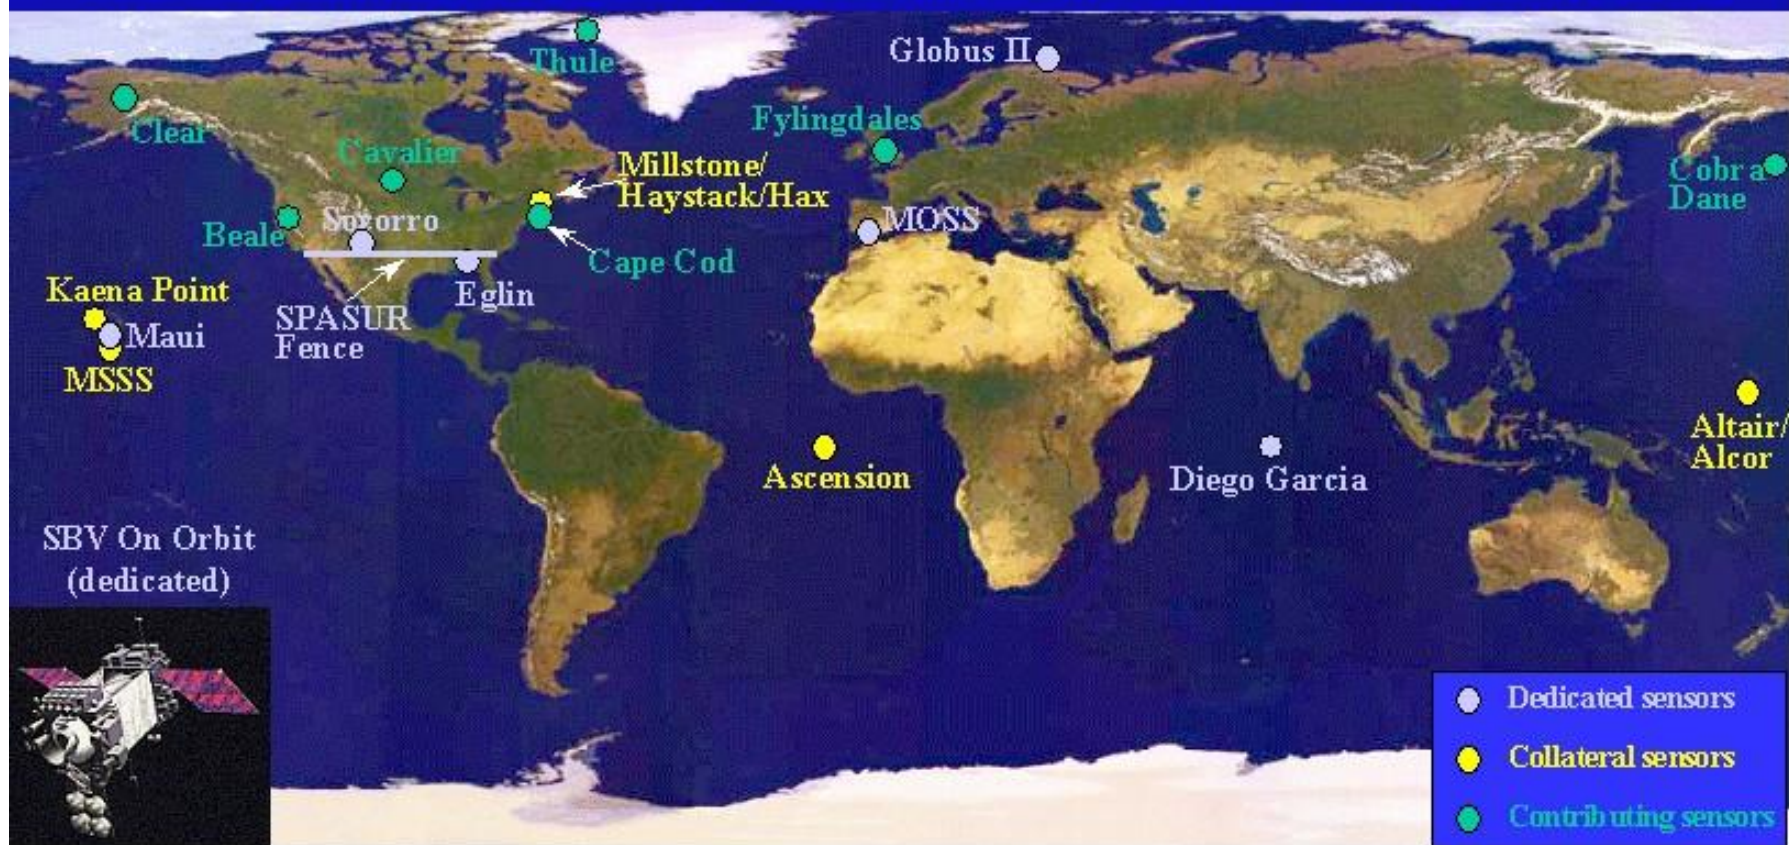 Thule
Globus II
Clear
Fylingdales
Cavalier
Millstone/
Haystack/Hax
Cobra
Dane
Beale
Socorro
MOSS
Cape Cod
Kaena Point
Eglin
SPASUR
Fence
Maui
MSSS
Altair/
Alcor
Ascension
Diego Garcia
SBV On Orbit
(dedicated)
Dedicated sensors
Collateral sensors
Contributing sensors